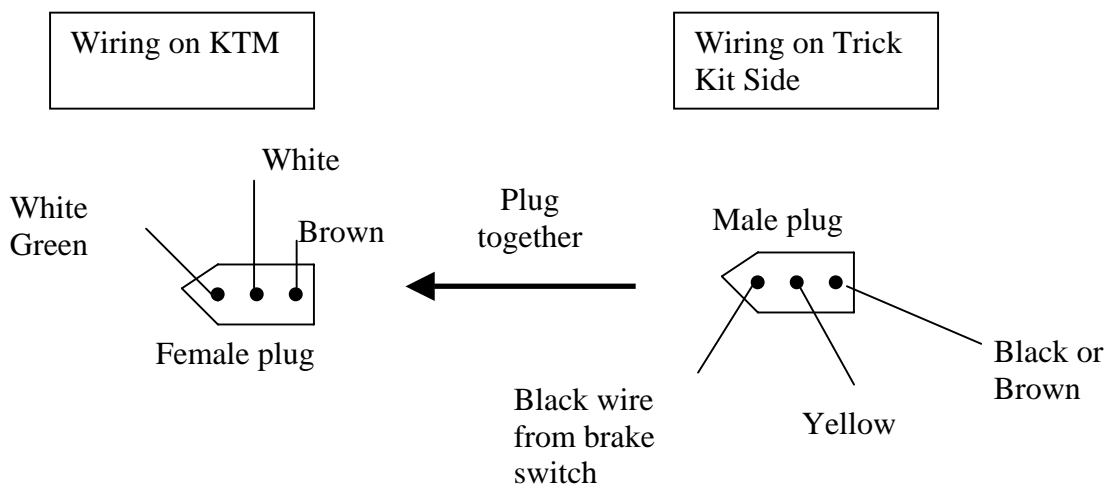 Wiring on KTM
Wiring on Trick
Kit Side
White
White
Green
Brown
Female plug
Plug
together
Male plug
Black wire
from brake
switch
Yellow
Black or
Brown